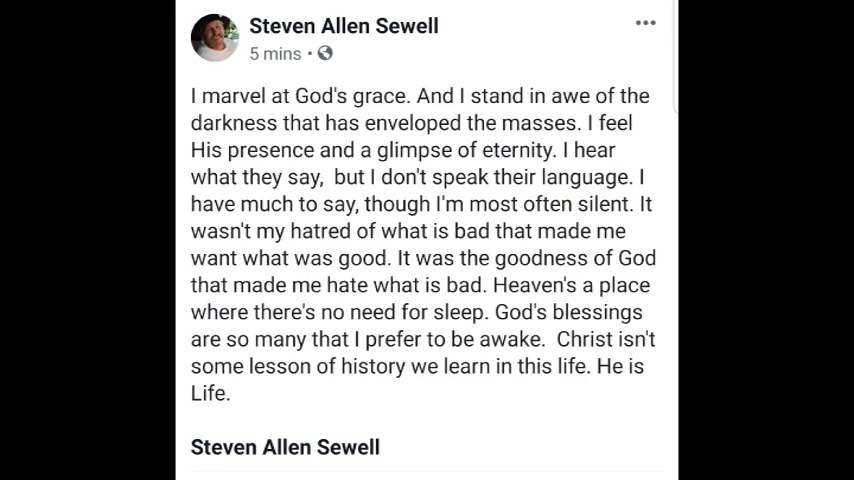 Steven Allen Sewell
5 mins •
I marvel at God's grace. And I stand in awe of the
darkness that has enveloped the masses. I feel
His presence and a glimpse of eternity. I hear
what they say,  but I don't speak their language. I
have much to say, though I'm most often silent. It
wasn't my hatred of what is bad that made me
want what was good. It was the goodness of God
that made me hate what is bad. Heaven's a place
where there's no need for sleep. God's blessings
are so many that I prefer to be awake.  Christ isn't
some lesson of history we learn in this life. He is
Life.
Steven Allen Sewell